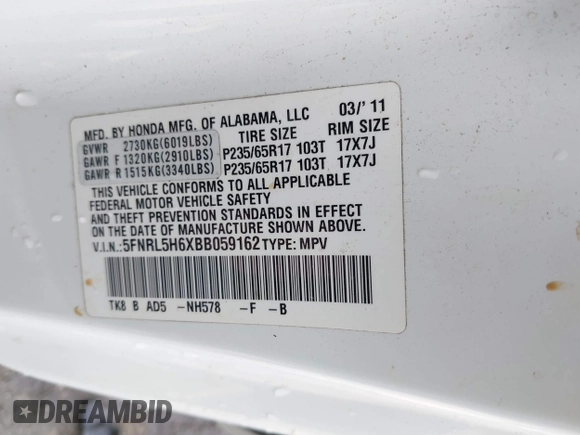 MFD. BY HONDA MFG. OF ALABAMA, LLC 03/'11
TIRE SIZE RIM SIZE
GVWR 2730KG(6019LBS)
GAWR F 1320KG(2910LBS) P235/65R17 103T 17X7J
GAWR R 1515KG(3340LBS) P235/65R17 103T 17X7J
THIS VEHICLE CONFORMS TO ALL APPLICABLE
FEDERAL MOTOR VEHICLE SAFETY
AND THEFT PREVENTION STANDARDS IN EFFECT
ON THE DATE OF MANUFACTURE SHOWN ABOVE.
V.I.N.:5FNRL5H6XBB059162 TYPE: MPV
TK8 B AD5 -NH578 -F -B
DREAMBID